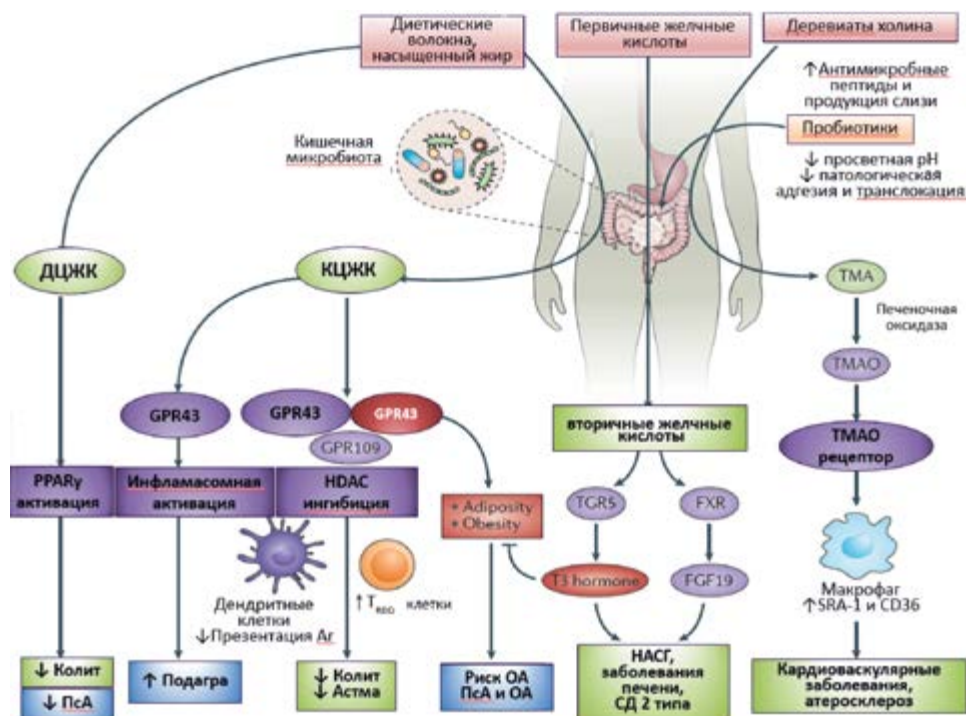 Диетические
волокна,
насыщенный жир
Первичные желчные
кислоты
Деревиаты холина
↑Антимикробные
пептиды и
продукция слизи
Пробиотики
↓ просветная pH
↓ патологическая
адгезия и транслокация
Кишечная
микробиота
ДЦЖК
КЦЖК
TMA
Печеночная
оксидаза
TMAO
GPR43
GPR43
GPR43
GPR109
вторичные желчные
кислоты
TMAO
рецептор
PPARγ
активация
Инфламасомная
активация
HDAC
ингибиция
• Adiposity
• Obesity
TGR5
FXR
T3 hormone
FGF19
Дендритные
клетки
↓Презентация Аг
↑ TREG клетки
Макрофаг
↑SRA-1 и CD36
↓ Колит
↓ ПсА
↑ Подагра
↓ Колит
↓ Астма
Риск ОА
ПсА и ОА
НАСГ,
заболевания
печени,
СД 2 типа
Кардиоваскулярные
заболевания,
атеросклероз